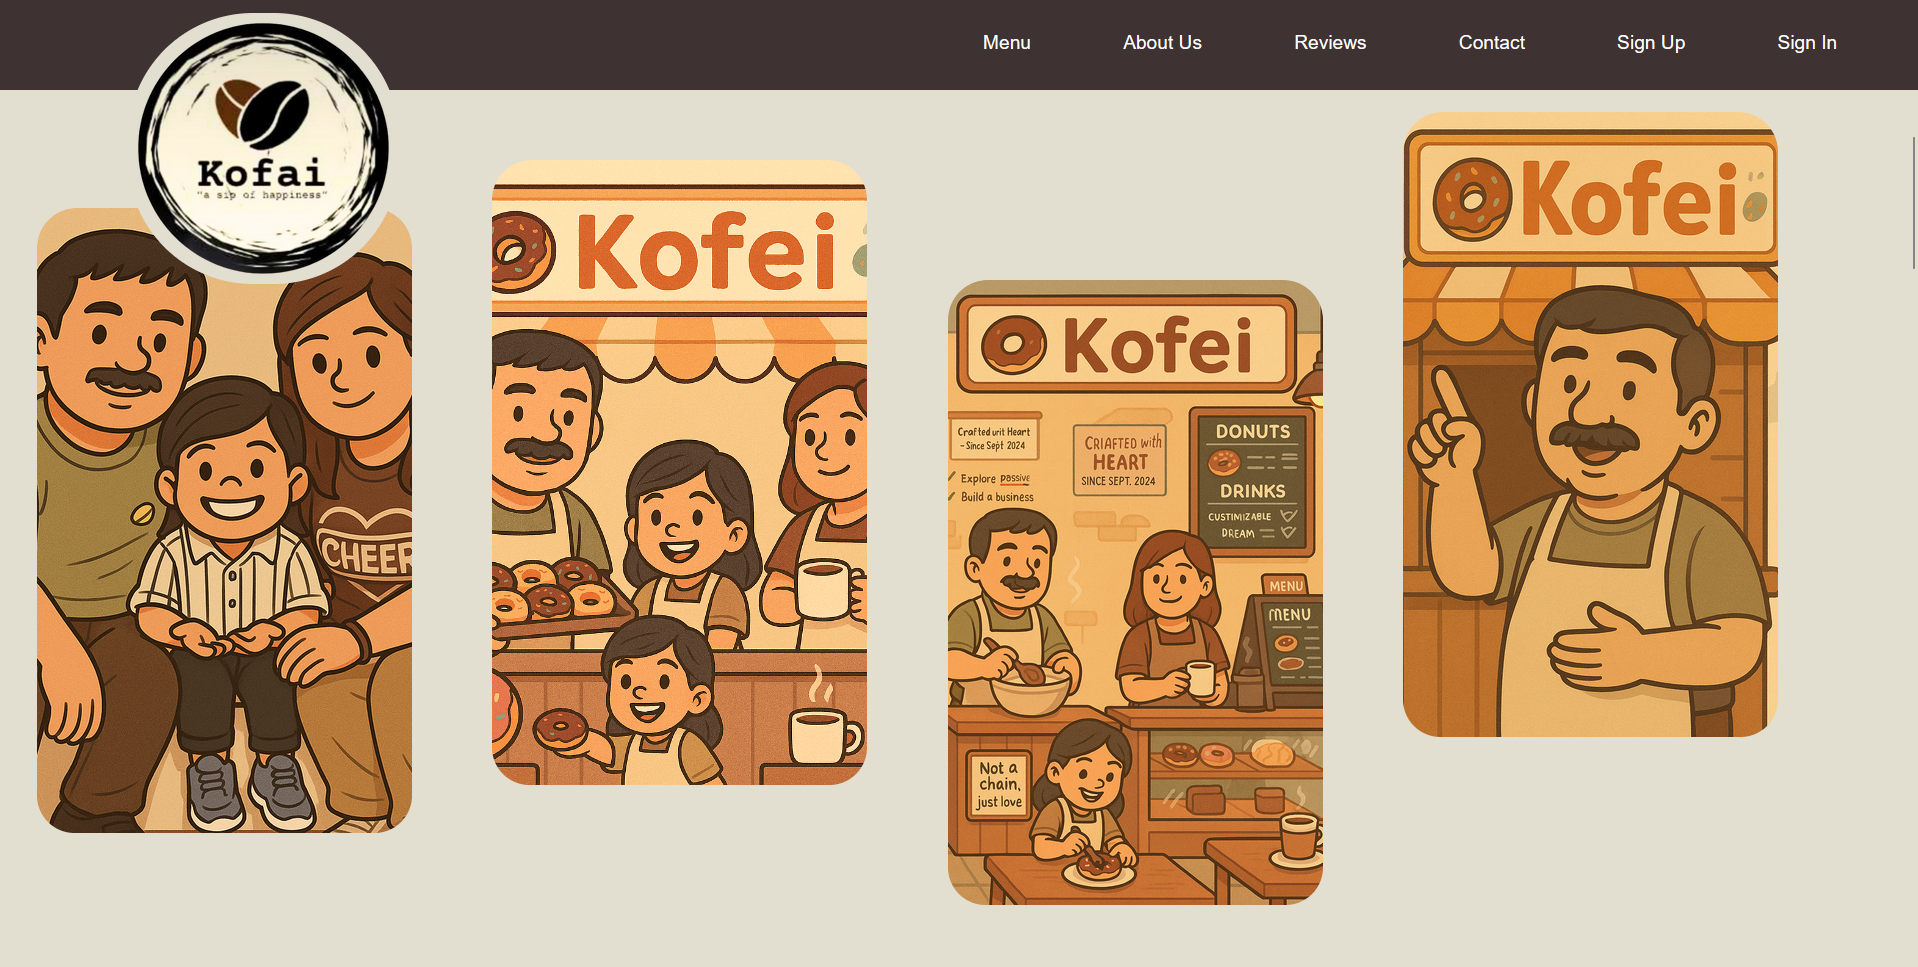 Menu
About Us
Reviews
Contact
Sign Up
Sign In
Kofai
"a sip of happiness"
CHEER
Kofei
Kofei
Crafted urit Heart
- Since Sept 2024
Explore passive
Build a business
CRIAFTED with
HEART
SINCE SEPT. 2024
DONUTS
DRINKS
CUSTIMIZABLE
DREAM
MENU
MENU
Not a
chain,
just love
Kofei